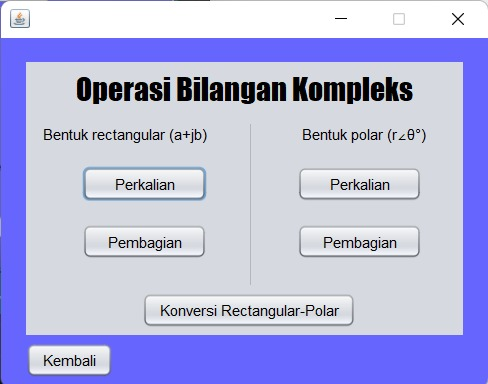 Operasi Bilangan Kompleks
Bentuk rectangular (a+jb)
Perkalian
Pembagian
Bentuk polar (r∠θ°)
Perkalian
Pembagian
Konversi Rectangular-Polar
Kembali